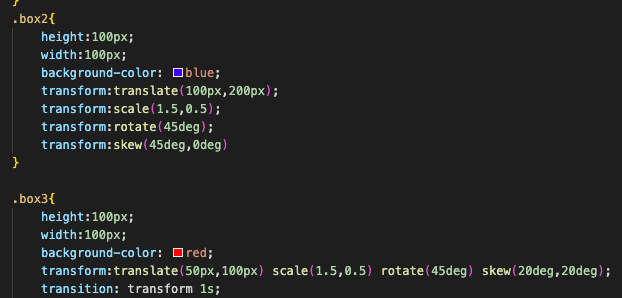 }
.box2{
height:100px;
width:100px;
background-color: blue;
transform:translate(100px,200px);
transform:scale(1.5,0.5);
transform:rotate(45deg);
transform:skew(45deg,0deg)
}
.box3{
height:100px;
width:100px;
background-color: red;
transform:translate(50px,100px) scale(1.5,0.5) rotate(45deg) skew(20deg,20deg);
transition: transform 1s;